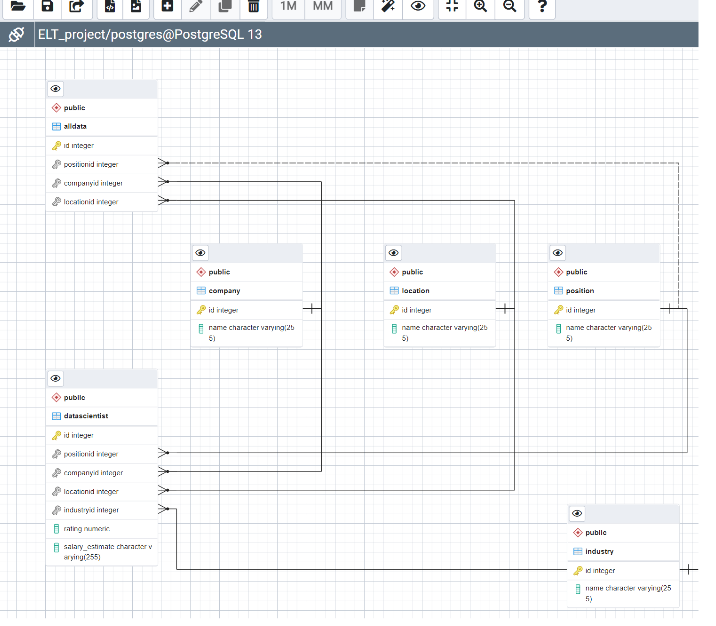 1M MM ?
ELT_project/postgres@PostgreSQL 13
public
alldata
id integer
positionid integer
companyid integer
locationid integer
public
company
id integer
name character varying(25
5)
public
location
id integer
name character varying(25
5)
public
position
id integer
name character varying(25
5)
public
datascientist
id integer
positionid integer
companyid integer
locationid integer
industryid integer
rating numeric
salary_estimate character v
arying(255)
public
industry
id integer
name character varying(25
5)